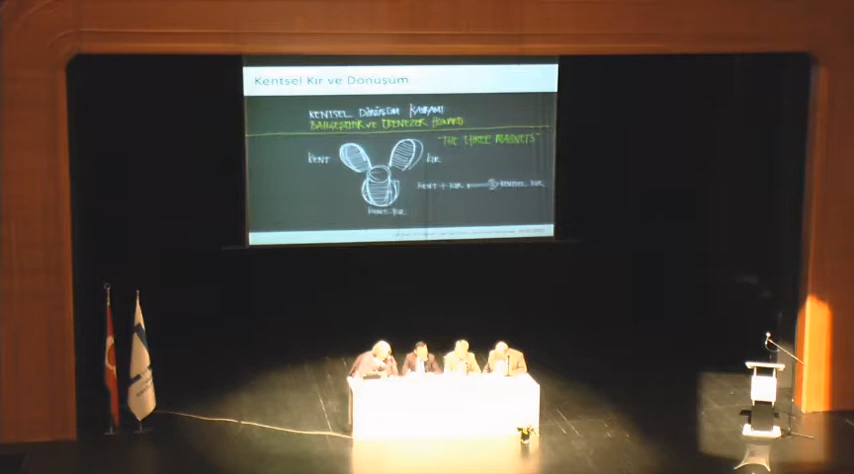 Kentsel Kır ve Dönüşüm
KENTSEL DÖNÜŞÜM KAVRAMI
BAHÇEŞEHİR VE EBENEZER HOWARD
"THE THREE MAGNETS"
KENT
KIR
KENT + KIR KENTSEL KIR